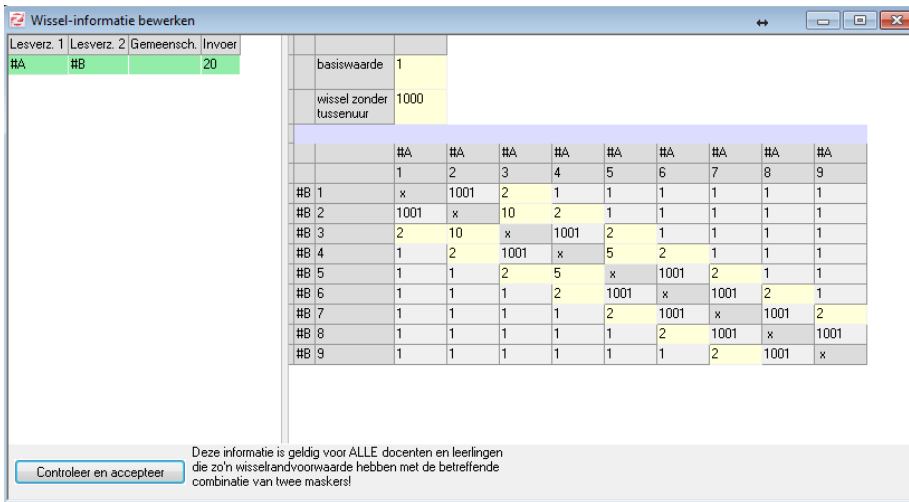 Wissel-informatie bewerken
Lesverz. 1 Lesverz. 2 Gemeensch. Invoer
#A #B 20
basiswaarde 1
wissel zonder 1000
tussenuur
#A #A #A #A #A #A #A #A #A
1 2 3 4 5 6 7 8 9
#B 1 x 1001 2 1 1 1 1 1 1
#B 2 1001 x 10 2 1 1 1 1 1
#B 3 2 10 x 1001 2 1 1 1 1
#B 4 1 2 1001 x 5 2 1 1 1
#B 5 1 1 2 5 x 1001 2 1 1
#B 6 1 1 1 2 1001 x 1001 2 1
#B 7 1 1 1 1 2 1001 x 1001 2
#B 8 1 1 1 1 1 2 1001 x 1001
#B 9 1 1 1 1 1 1 2 1001 x
Controleer en accepteer
Deze informatie is geldig voor ALLE docenten en leerlingen
die zo'n wisselrandvoorwaarde hebben met de betreffende
combinatie van twee maskers!